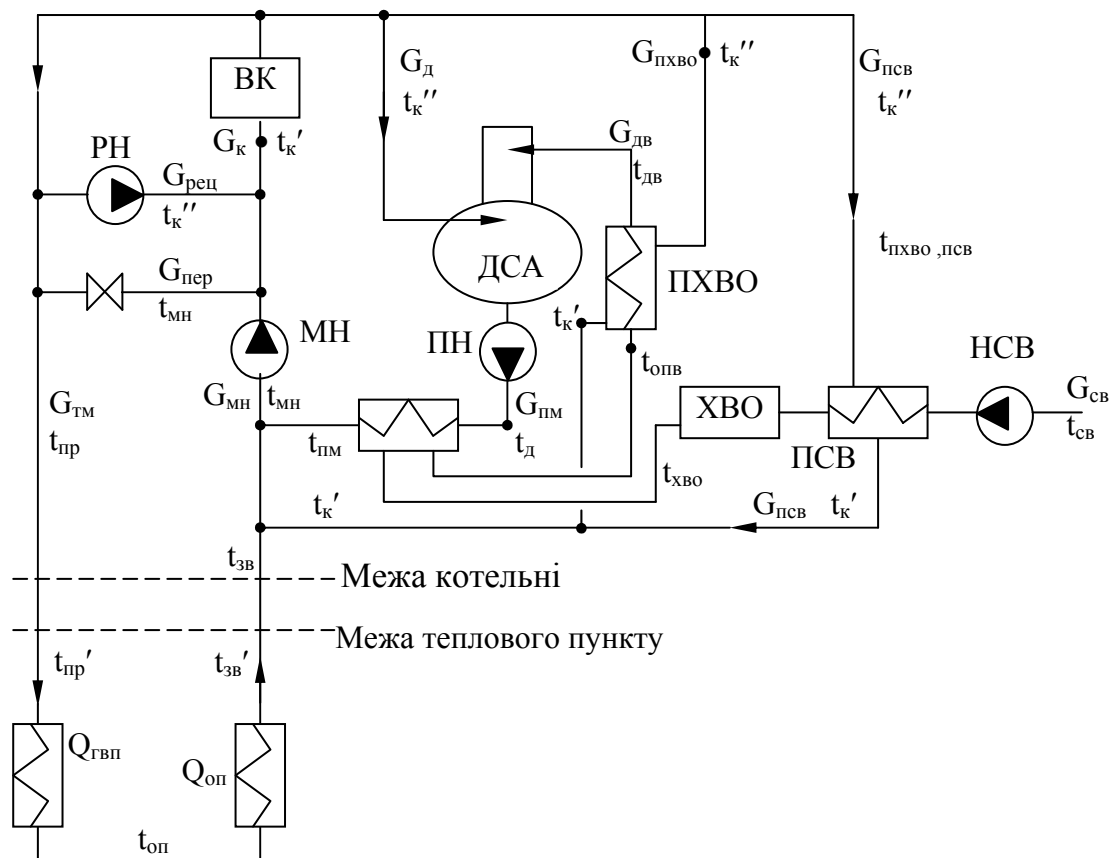 Gпхво tк′′
ВК
Gд
Gпсв
tк′′
tк′′
Gк tк′
РН
Gдв
Gрец
tдв
tк′′
tпхво ,псв
ДСА
ПХВО
Gпер
tмн
tк′
МН
ПН
НСВ
tопв
Gтм
Gмн tмн
Gпм
ХВО
Gсв
tпр
tпм
tд
tсв
ПСВ
tхво
tк′
Gпсв tк′
tзв
Межа котельні
Межа теплового пункту
tпр′
tзв′
Qгвп
Qоп
tоп